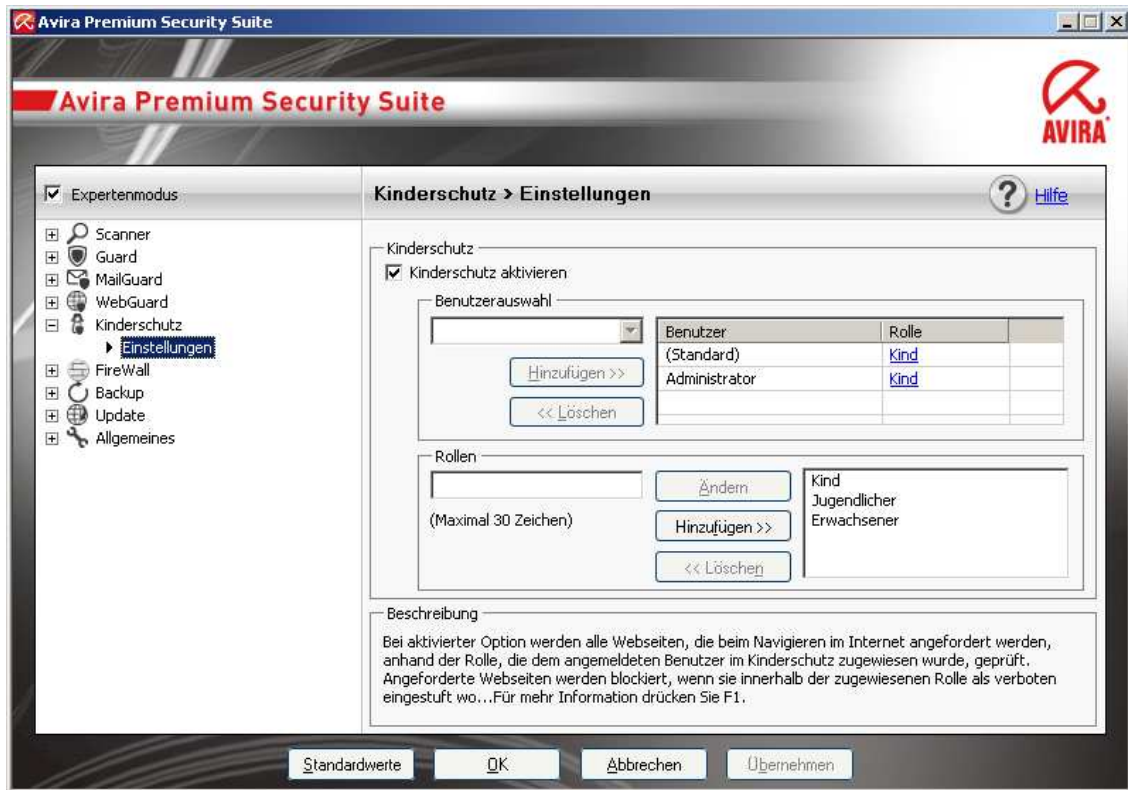 Avira Premium Security Suite
Avira Premium Security Suite
AVIRA
Expertenmodus
Kinderschutz > Einstellungen
? Hilfe
Scanner
Guard
MailGuard
WebGuard
Kinderschutz
Einstellungen
FireWall
Backup
Update
Allgemeines
Kinderschutz
Kinderschutz aktivieren
Benutzerauswahl
Hinzufügen >>
<< Löschen
Benutzer Rolle
(Standard) Kind
Administrator Kind
Rollen
(Maximal 30 Zeichen)
Ändern
Hinzufügen >>
<< Löschen
Kind
Jugendlicher
Erwachsener
Beschreibung
Bei aktivierter Option werden alle Webseiten, die beim Navigieren im Internet angefordert werden,
anhand der Rolle, die dem angemeldeten Benutzer im Kinderschutz zugewiesen wurde, geprüft.
Angeforderte Webseiten werden blockiert, wenn sie innerhalb der zugewiesenen Rolle als verboten
eingestuft wo...Für mehr Information drücken Sie F1.
Standardwerte
OK
Abbrechen
Übernehmen